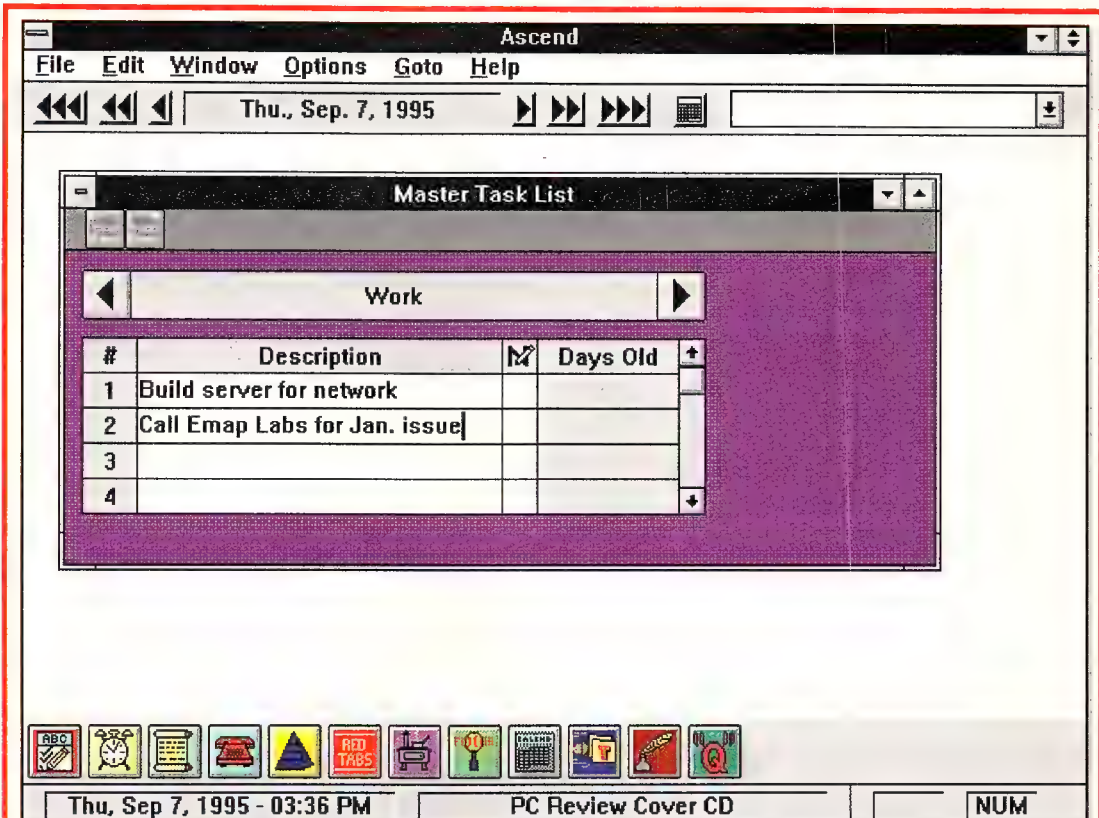 Ascend
File Edit Window Options Goto Help
Thu., Sep. 7, 1995
Master Task List
Work
# Description Days Old
1 Build server for network
2 Call Emap Labs for Jan. issue
3
4
ABC
RED TABS
Q
Thu, Sep 7, 1995 - 03:36 PM PC Review Cover CD NUM